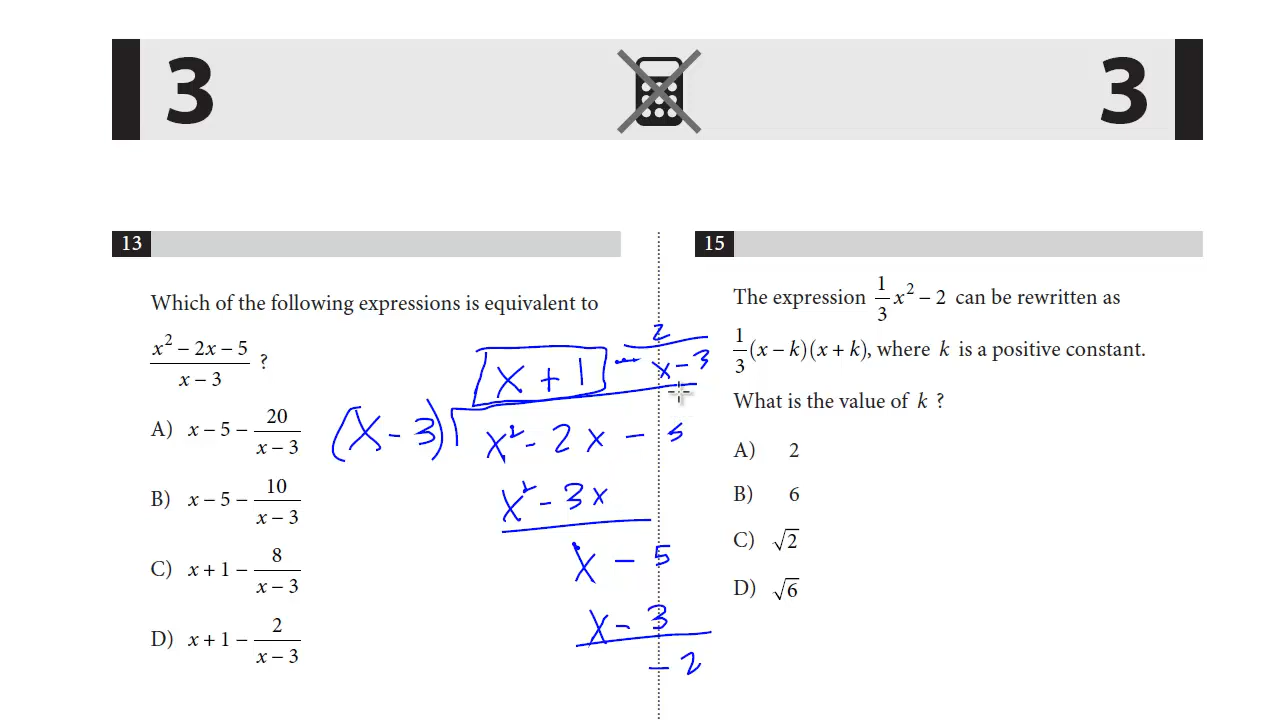 3 3
13
Which of the following expressions is equivalent to
x² − 2x − 5 / x − 3 ?
A) x − 5 − 20 / x − 3
B) x − 5 − 10 / x − 3
C) x + 1 − 8 / x − 3
D) x + 1 − 2 / x − 3
x + 1 − 2 / x − 3
(x − 3) x² − 2x − 5
x² − 3x
x − 5
x − 3
− 2
15
The expression 1/3 x² − 2 can be rewritten as
1/3 (x − k)(x + k), where k is a positive constant.
What is the value of k ?
A) 2
B) 6
C) √2
D) √6